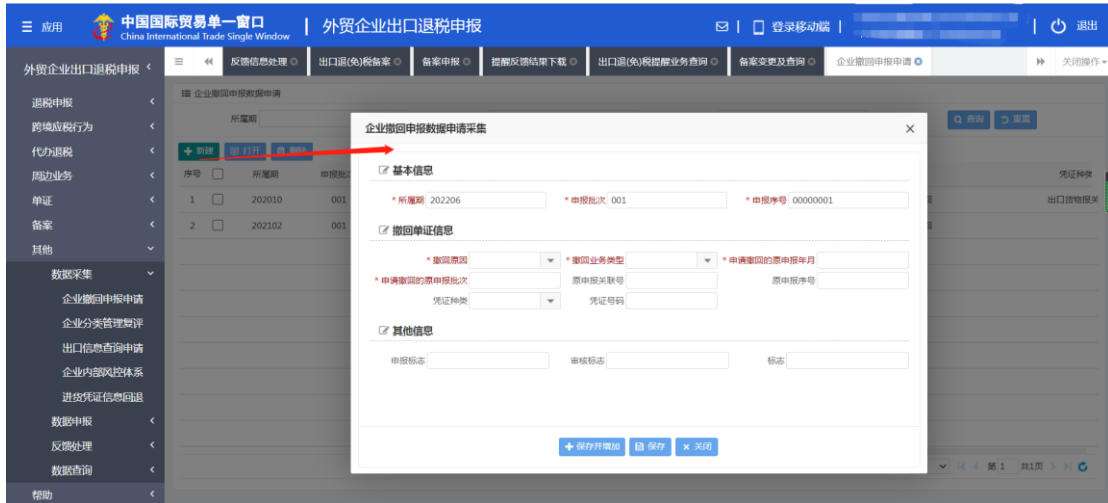 应用
中国国际贸易单一窗口
China International Trade Single Window
外贸企业出口退税申报
登录移动端
退出
外贸企业出口退税申报
反馈信息处理
出口退(免)税备案
备案申报
提醒反馈结果下载
出口退(免)税提醒业务查询
备案变更及查询
企业撤回申报申请
关闭操作
退税申报
跨境应税行为
代办退税
周边业务
单证
备案
其他
数据采集
企业撤回申报申请
企业分类管理复评
出口信息查询申请
企业内部风控体系
进货凭证信息回退
数据申报
反馈处理
数据查询
帮助
企业撤回申报数据申请
所属期
查询
重置
新建
打开
删除
序号
所属期
申报批次
凭证种类
1
202010
001
出口货物报关
2
202102
001
企业撤回申报数据申请采集
基本信息
* 所属期 202206
* 申报批次 001
* 申报序号 00000001
撤回单证信息
* 撤回原因
* 撤回业务类型
* 申请撤回的原申报年月
* 申请撤回的原申报批次
原申报关联号
原申报序号
凭证种类
凭证号码
其他信息
申报标志
审核标志
标志
保存并增加
保存
关闭
第 1 共1页